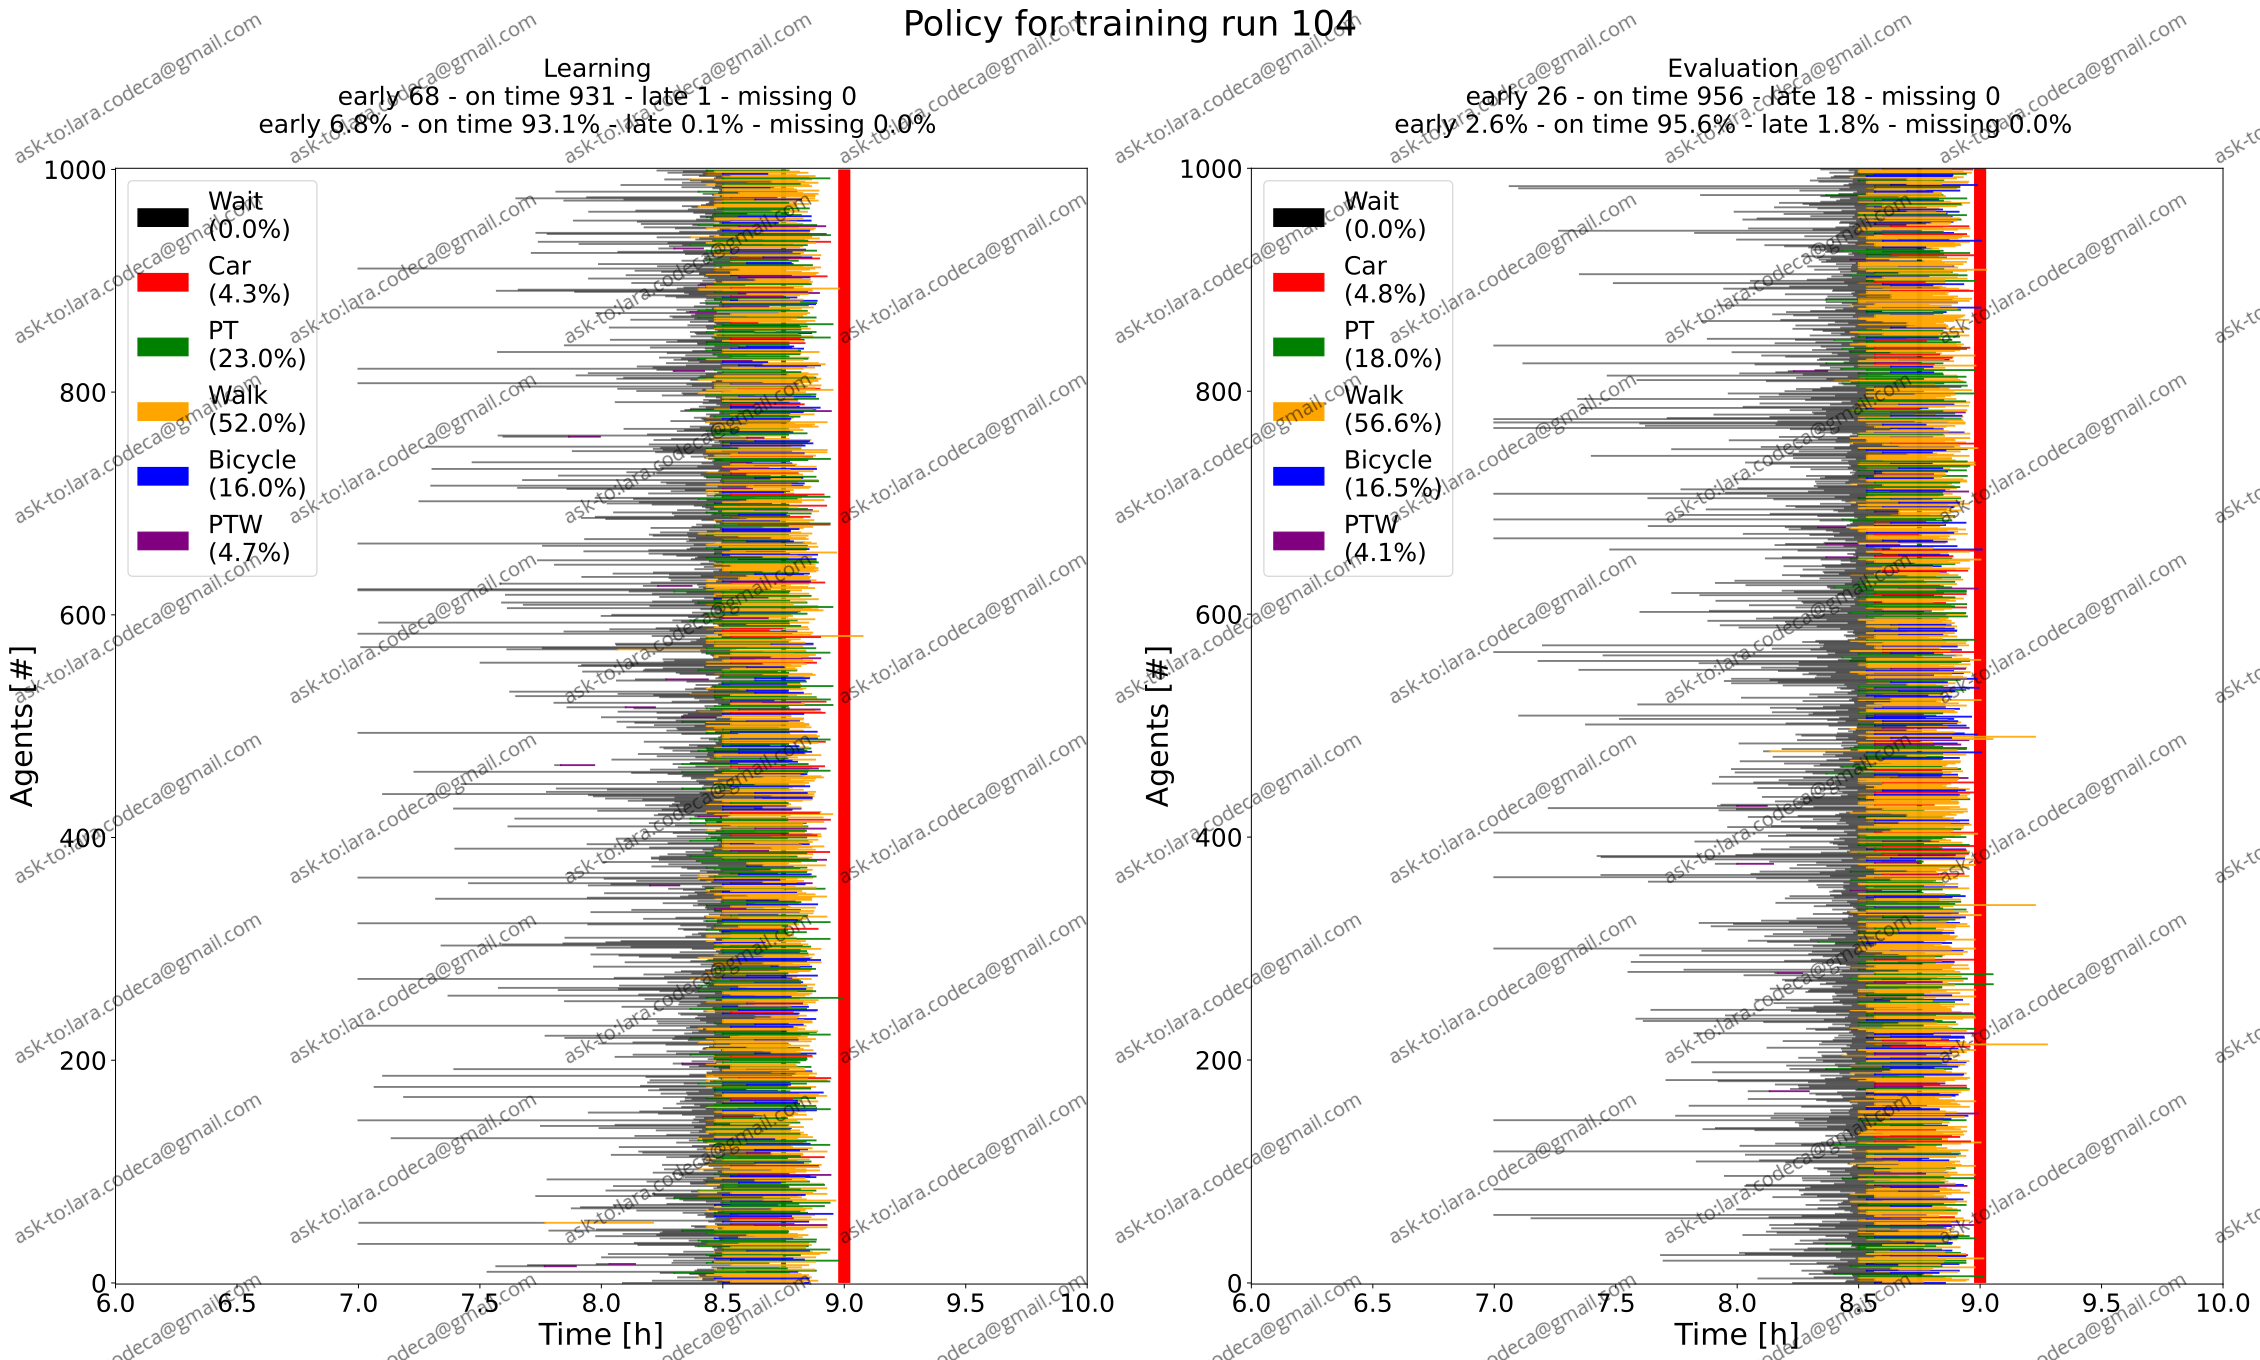 Policy for training run 104
Learning
early 68 - on time 931 - late 1 - missing 0
early 6.8% - on time 93.1% - late 0.1% - missing 0.0%
Agents [#]
1000
800
600
400
200
0
Wait
(0.0%)
Car
(4.3%)
PT
(23.0%)
Walk
(52.0%)
Bicycle
(16.0%)
PTW
(4.7%)
6.0 6.5 7.0 7.5 8.0 8.5 9.0 9.5 10.0
Time [h]
Evaluation
early 26 - on time 956 - late 18 - missing 0
early 2.6% - on time 95.6% - late 1.8% - missing 0.0%
Agents [#]
1000
800
600
400
200
0
Wait
(0.0%)
Car
(4.8%)
PT
(18.0%)
Walk
(56.6%)
Bicycle
(16.5%)
PTW
(4.1%)
6.0 6.5 7.0 7.5 8.0 8.5 9.0 9.5 10.0
Time [h]
ask-to:lara.codeca@gmail.com